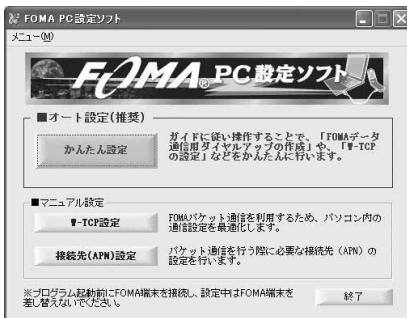 FOMA PC設定ソフト
メニュー(M)
FOMA® PC設定ソフト
■オート設定(推奨)
かんたん設定
ガイドに従い操作することで、「FOMAデータ
通信用ダイヤルアップの作成」や、「W-TCP
の設定」などをかんたんに行います。
■マニュアル設定
W-TCP設定
FOMAパケット通信を利用するため、パソコン内の
通信設定を最適化します。
接続先(APN)設定
パケット通信を行う際に必要な接続先（APN）の
設定を行います。
※プログラム起動前にFOMA端末を接続し、設定中はFOMA端末を
差し替えないでください。
終了